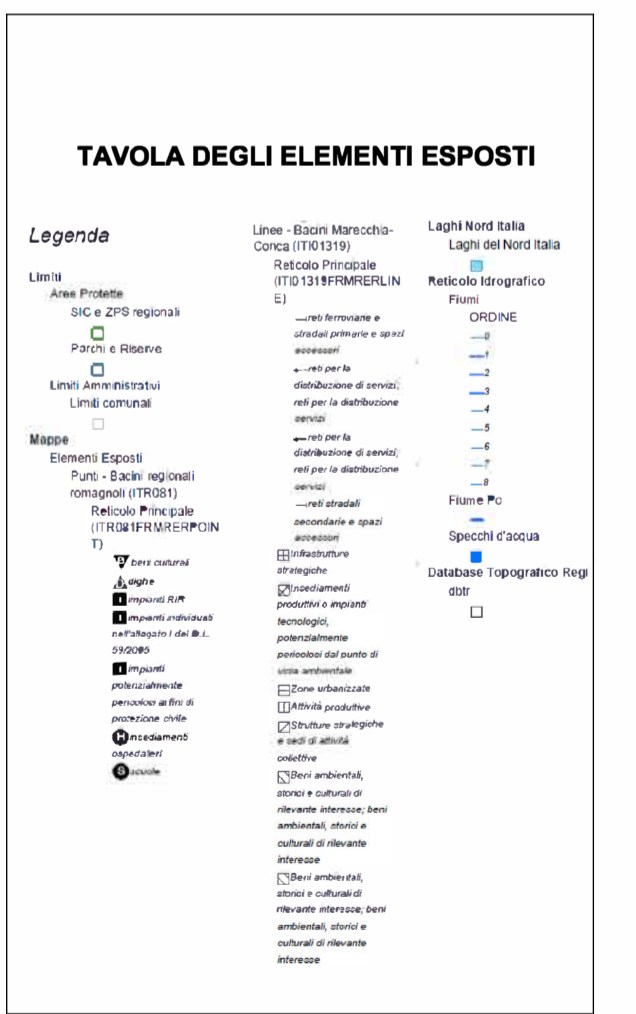 TAVOLA DEGLI ELEMENTI ESPOSTI
Legenda
Limiti
Aree Protette
SIC e ZPS regionali
Parchi e Riserve
Limiti Amministrativi
Limiti comunali
Mappe
Elementi Esposti
Punti - Bacini regionali
romagnoli (ITR081)
Reticolo Principale
(ITR081FRMRERPOIN
T)
B beni culturali
dighe
I impianti RIR
I impianti individuati
nell'allegato I del D.L.
59/2005
I impianti
potenzialmente
pericolosi ai fini di
protezione civile
H insediamenti
ospedalieri
S scuole
Linee - Bacini Marecchia-
Conca (ITI01319)
Reticolo Principale
(ITI01319FRMRERLIN
E)
reti ferroviarie e
stradali primarie e spazi
accessori
reti per la
distribuzione di servizi;
reti per la distribuzione
servizi
reti per la
distribuzione di servizi;
reti per la distribuzione
servizi
reti stradali
secondarie e spazi
accessori
Infrastrutture
strategiche
Insediamenti
produttivi o impianti
tecnologici,
potenzialmente
pericolosi dal punto di
vista ambientale
Zone urbanizzate
Attività produttive
Strutture strategiche
e sedi di attività
collettive
Beni ambientali,
storici e culturali di
rilevante interesse; beni
ambientali, storici e
culturali di rilevante
interesse
Beni ambientali,
storici e culturali di
rilevante interesse; beni
ambientali, storici e
culturali di rilevante
interesse
Laghi Nord Italia
Laghi del Nord Italia
Reticolo Idrografico
Fiumi
ORDINE
0
1
2
3
4
5
6
7
8
Fiume Po
Specchi d'acqua
Database Topografico Regi
dbtr